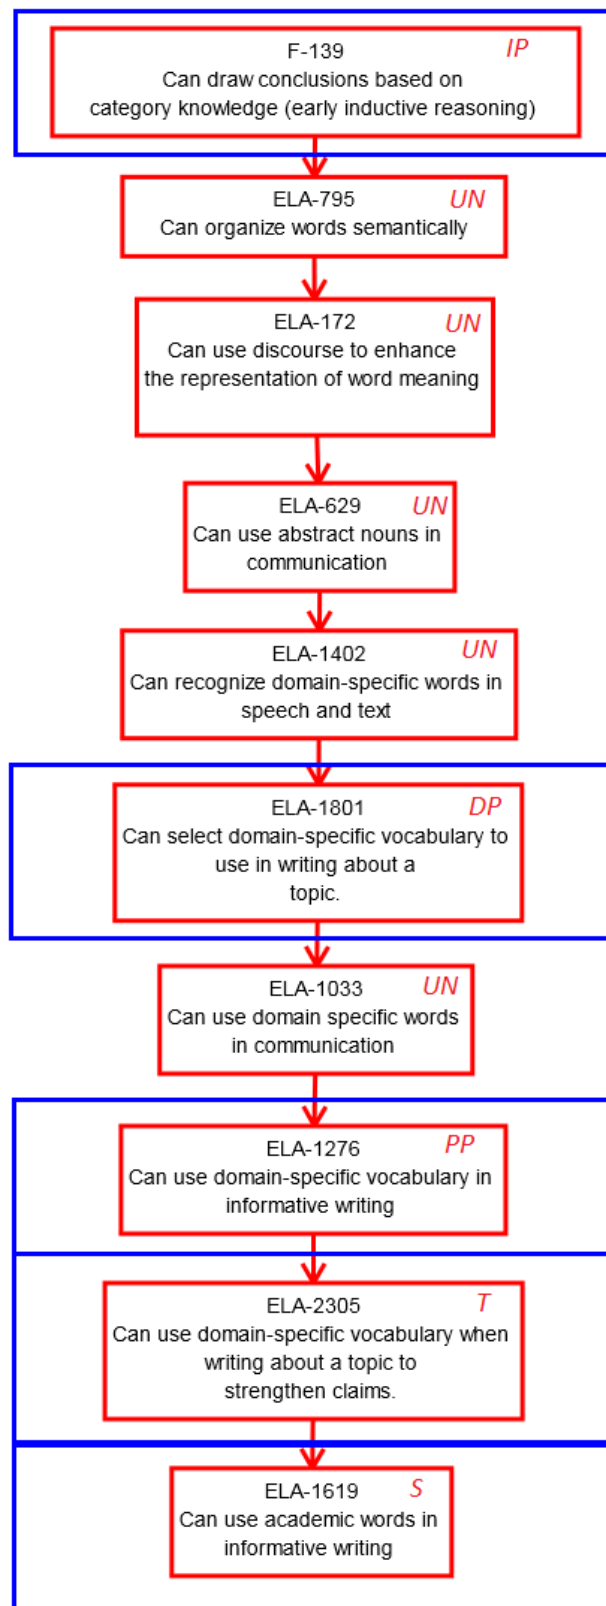 F-139 IP
Can draw conclusions based on
category knowledge (early inductive reasoning)
ELA-795 UN
Can organize words semantically
ELA-172 UN
Can use discourse to enhance
the representation of word meaning
ELA-629 UN
Can use abstract nouns in
communication
ELA-1402 UN
Can recognize domain-specific words in
speech and text
ELA-1801 DP
Can select domain-specific vocabulary to
use in writing about a
topic.
ELA-1033 UN
Can use domain specific words
in communication
ELA-1276 PP
Can use domain-specific vocabulary in
informative writing
ELA-2305 T
Can use domain-specific vocabulary when
writing about a topic to
strengthen claims.
ELA-1619 S
Can use academic words in
informative writing